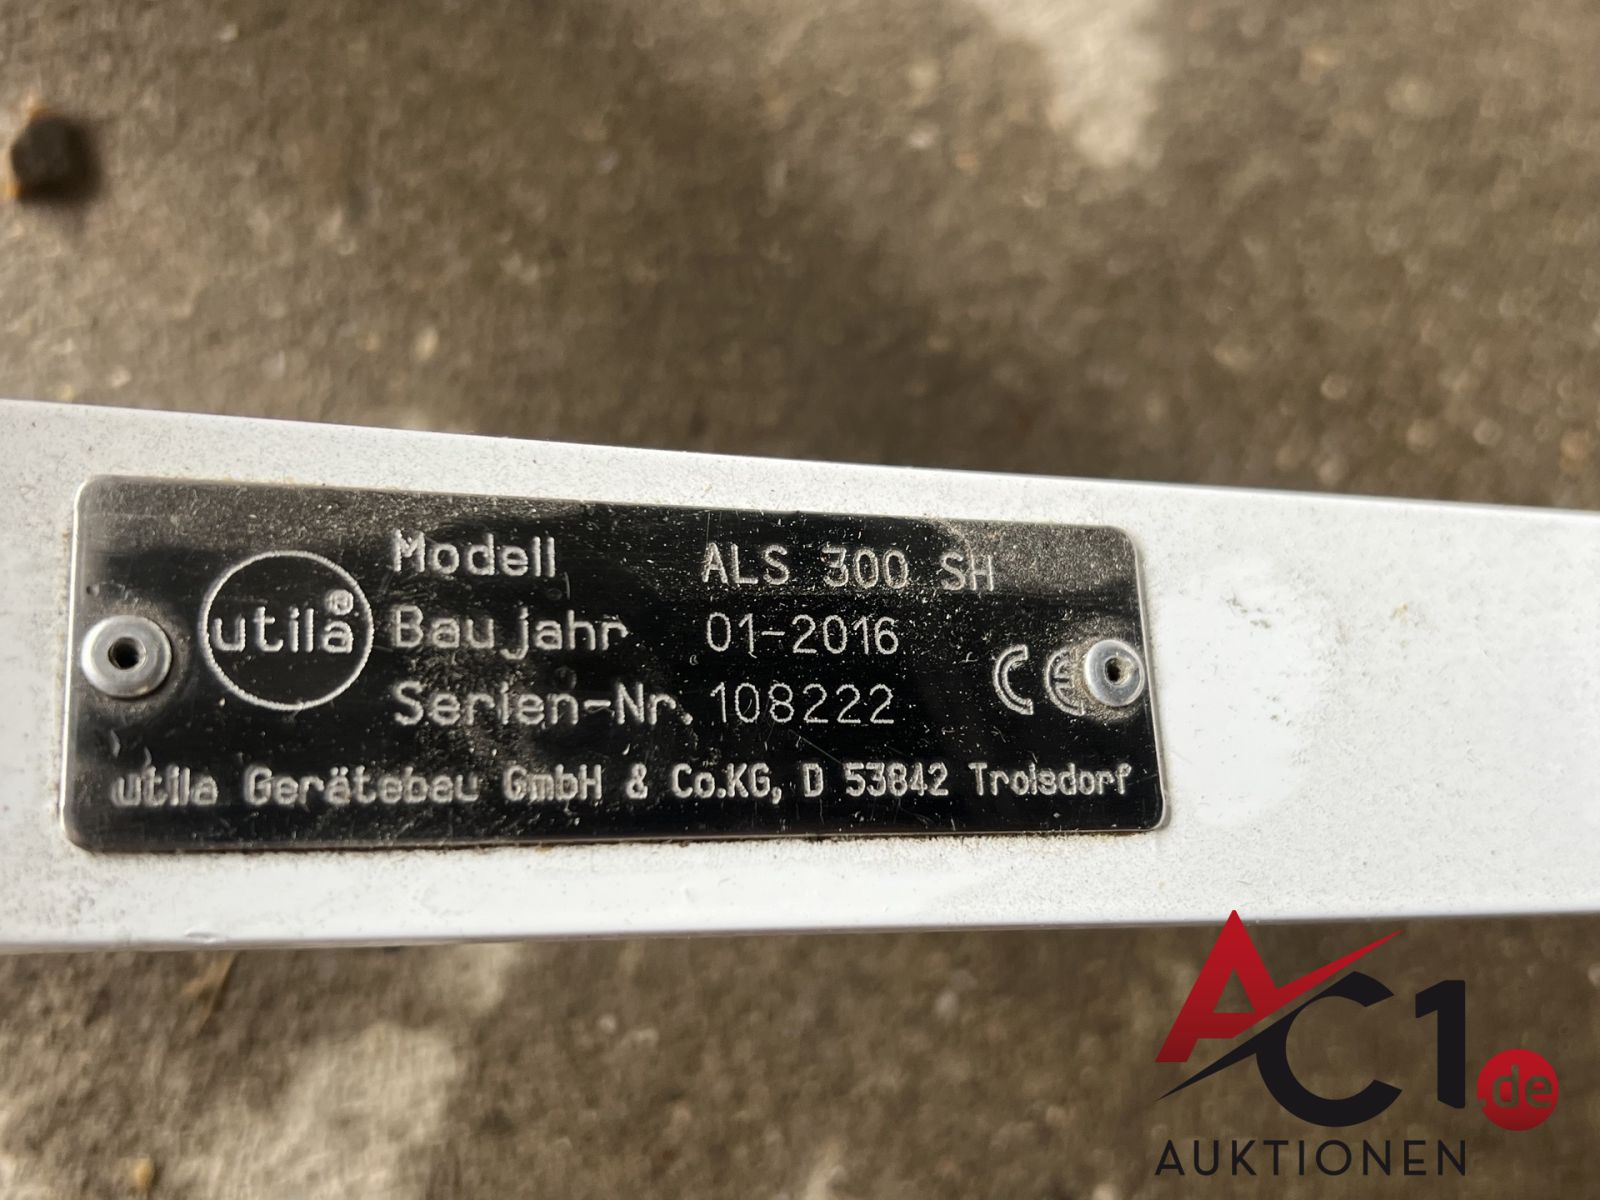 utila®
Modell ALS 300 SH
Baujahr 01-2016
Serien-Nr. 108222
CE
utila Gerätebau GmbH & Co.KG, D 53842 Troisdorf
AC1.de
AUKTIONEN